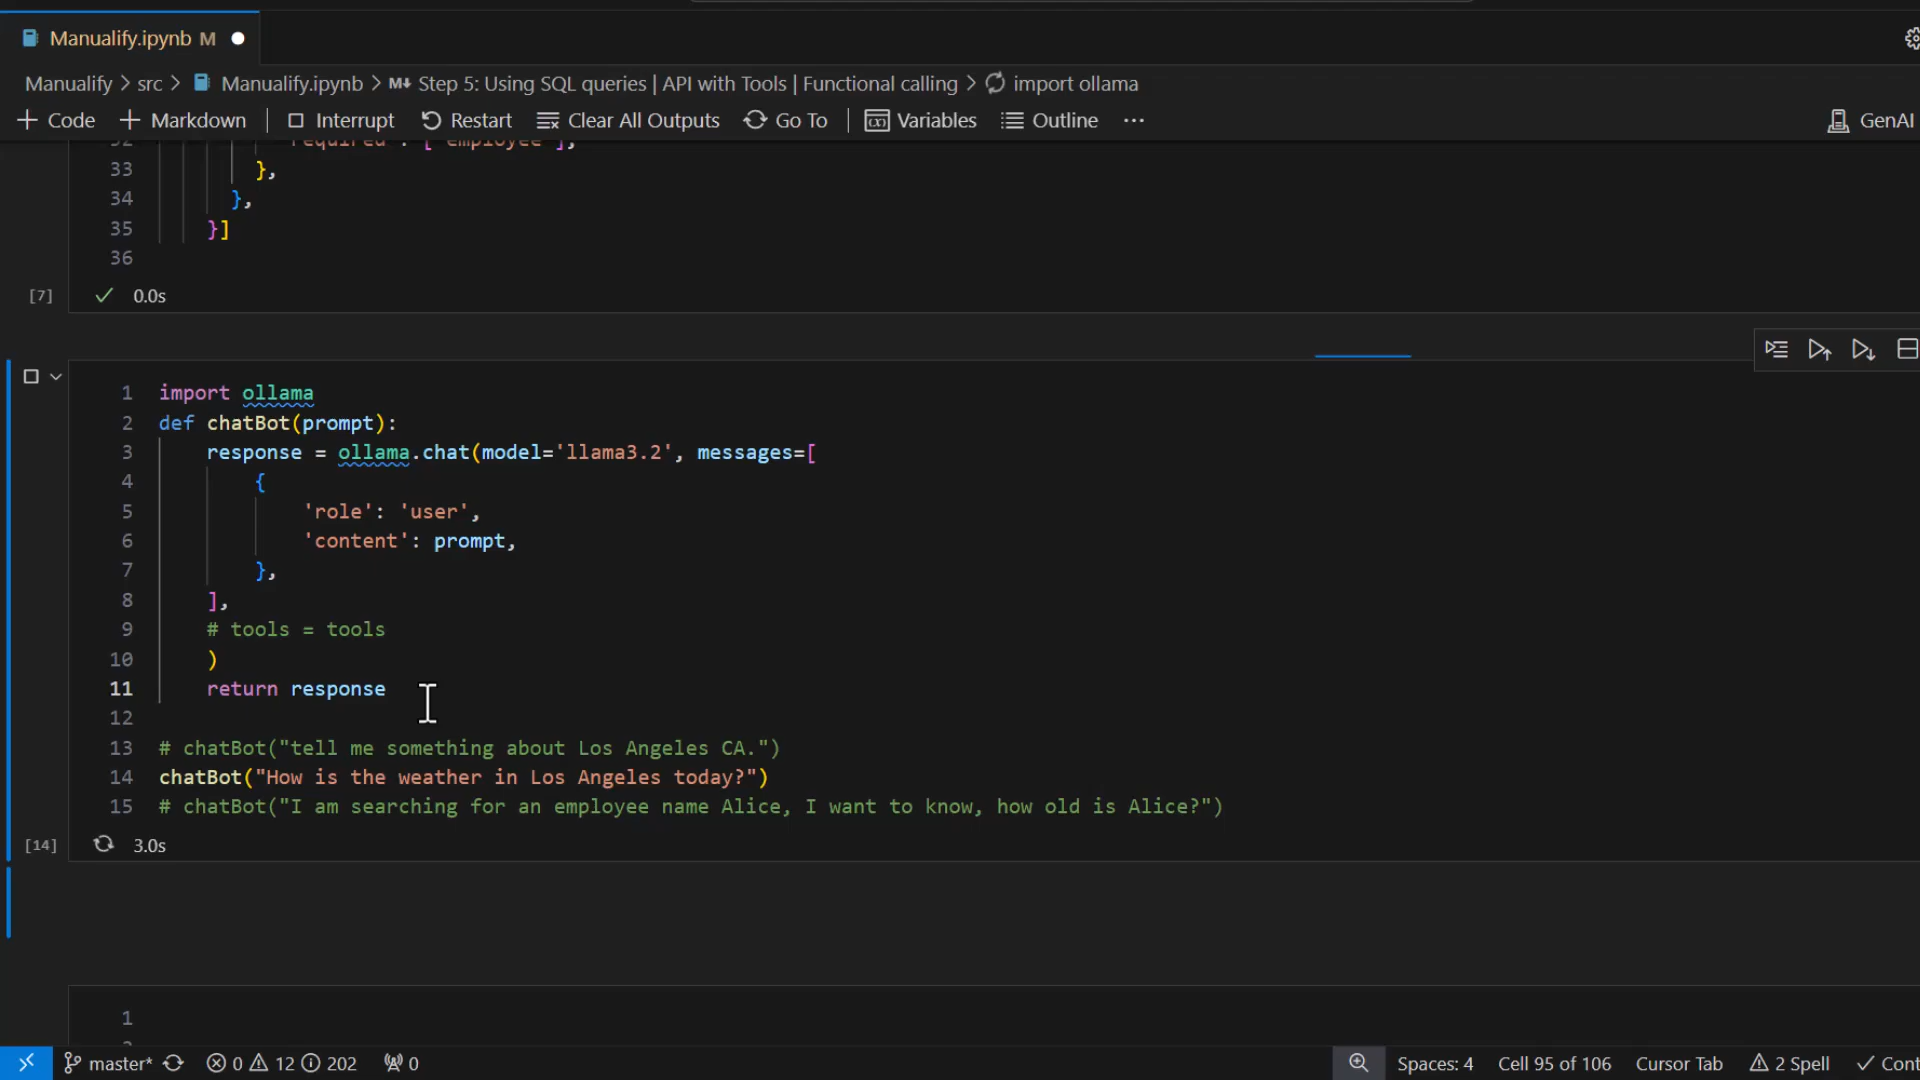 Manualify.ipynb M
Manualify > src > Manualify.ipynb > M↓ Step 5: Using SQL queries | API with Tools | Functional calling > import ollama
+ Code + Markdown | Interrupt Restart Clear All Outputs Go To | Variables Outline ... GenAI
32 "required": ["employee"],
33 },
34 },
35 }]
36
[7] ✓ 0.0s
1 import ollama
2 def chatBot(prompt):
3 response = ollama.chat(model='llama3.2', messages=[
4 {
5 'role': 'user',
6 'content': prompt,
7 },
8 ],
9 # tools = tools
10 )
11 return response
12
13 # chatBot("tell me something about Los Angeles CA.")
14 chatBot("How is the weather in Los Angeles today?")
15 # chatBot("I am searching for an employee name Alice, I want to know, how old is Alice?")
[14] 3.0s
1
master* 0 12 202 0 Spaces: 4 Cell 95 of 106 Cursor Tab 2 Spell ✓ Cont